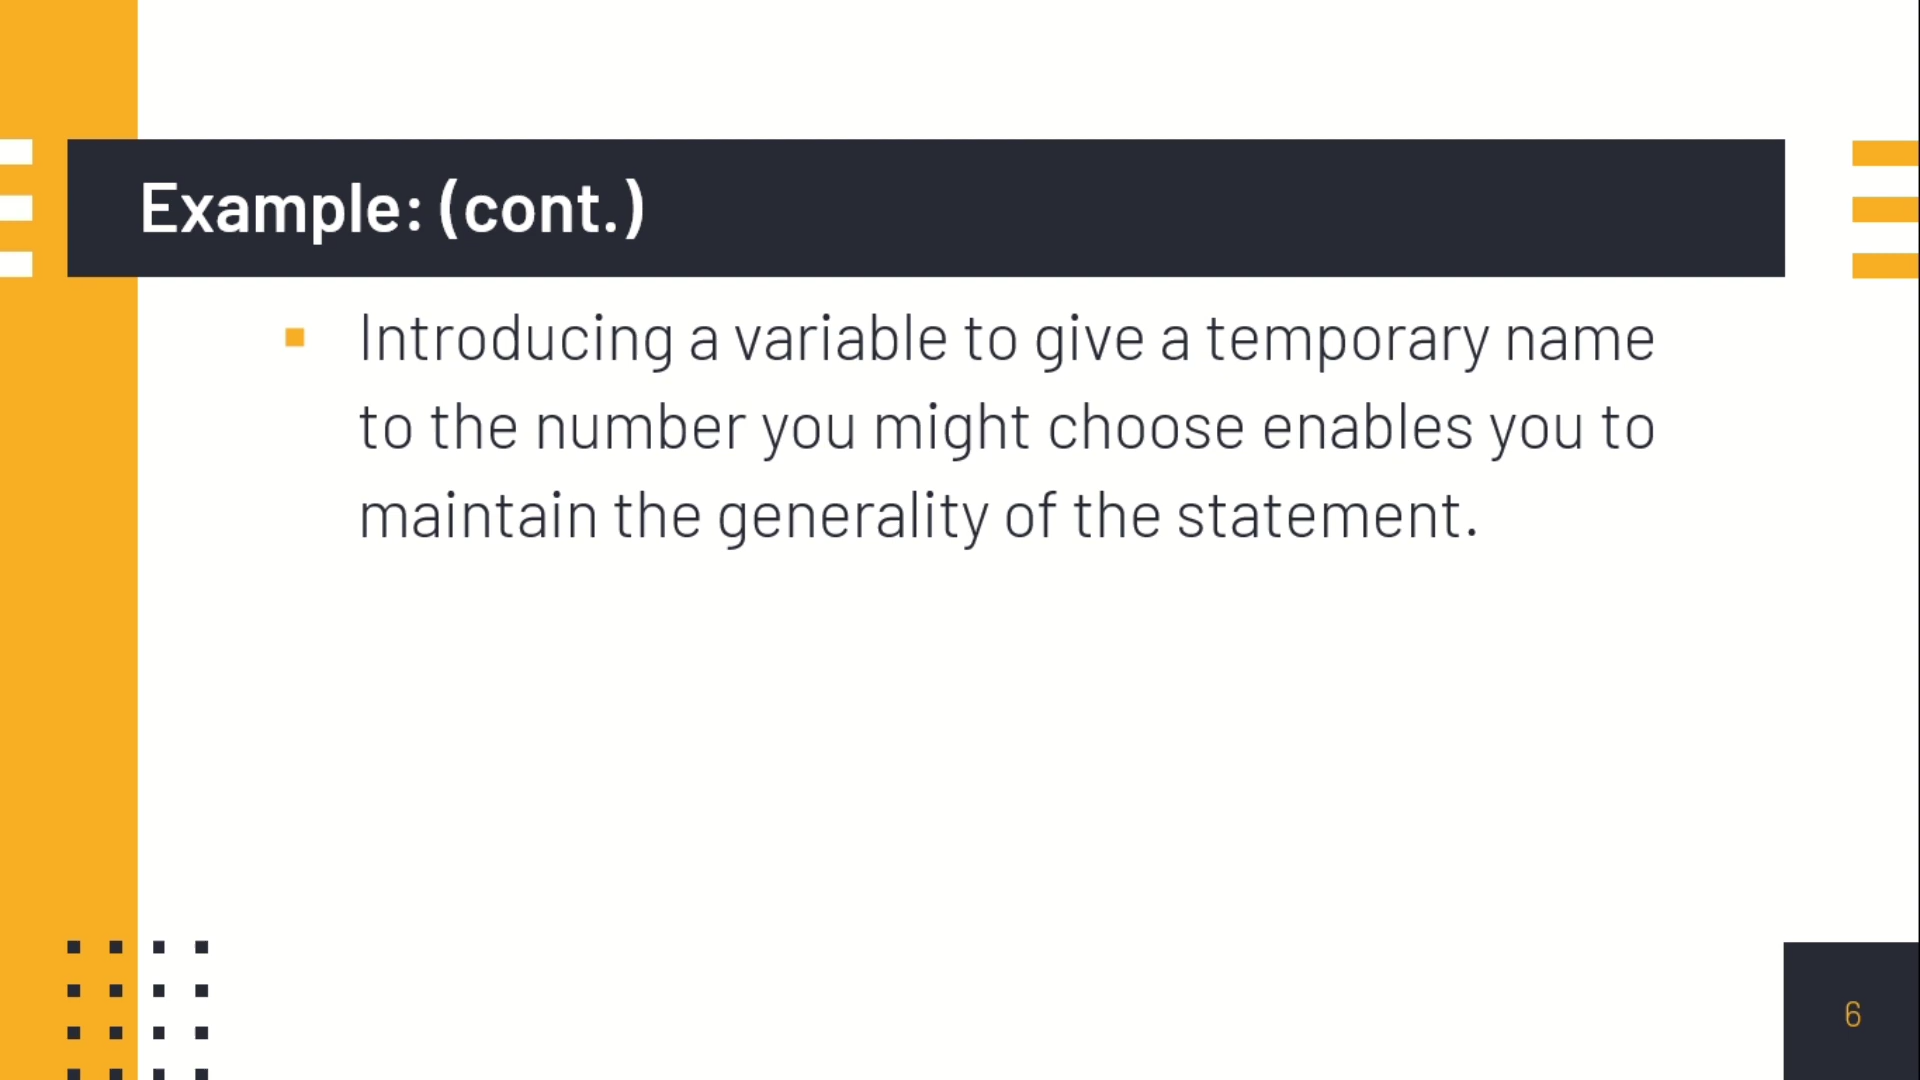 Example: (cont.)
Introducing a variable to give a temporary name
to the number you might choose enables you to
maintain the generality of the statement.
6